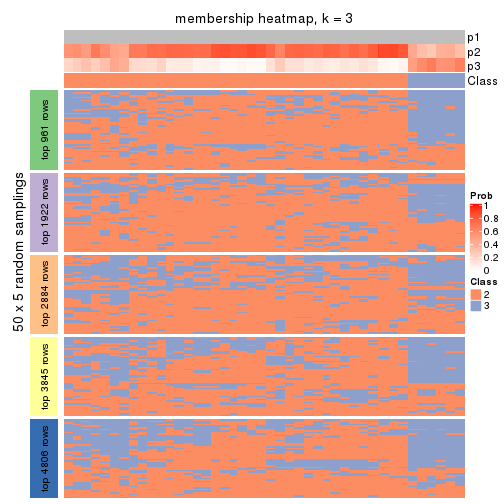 membership heatmap, k = 3
p1
p2
p3
Class
50 x 5 random samplings
top 961 rows
top 1922 rows
top 2884 rows
top 3845 rows
top 4806 rows
Prob
1
0.8
0.6
0.4
0.2
0
Class
2
3